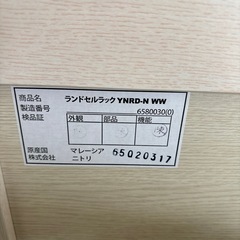 商品名 ランドセルラック YNRD-N WW
製造番号 6580030(0)
検品証 外観 部品 機能
原産国 マレーシア 65020317
株式会社 ニトリ